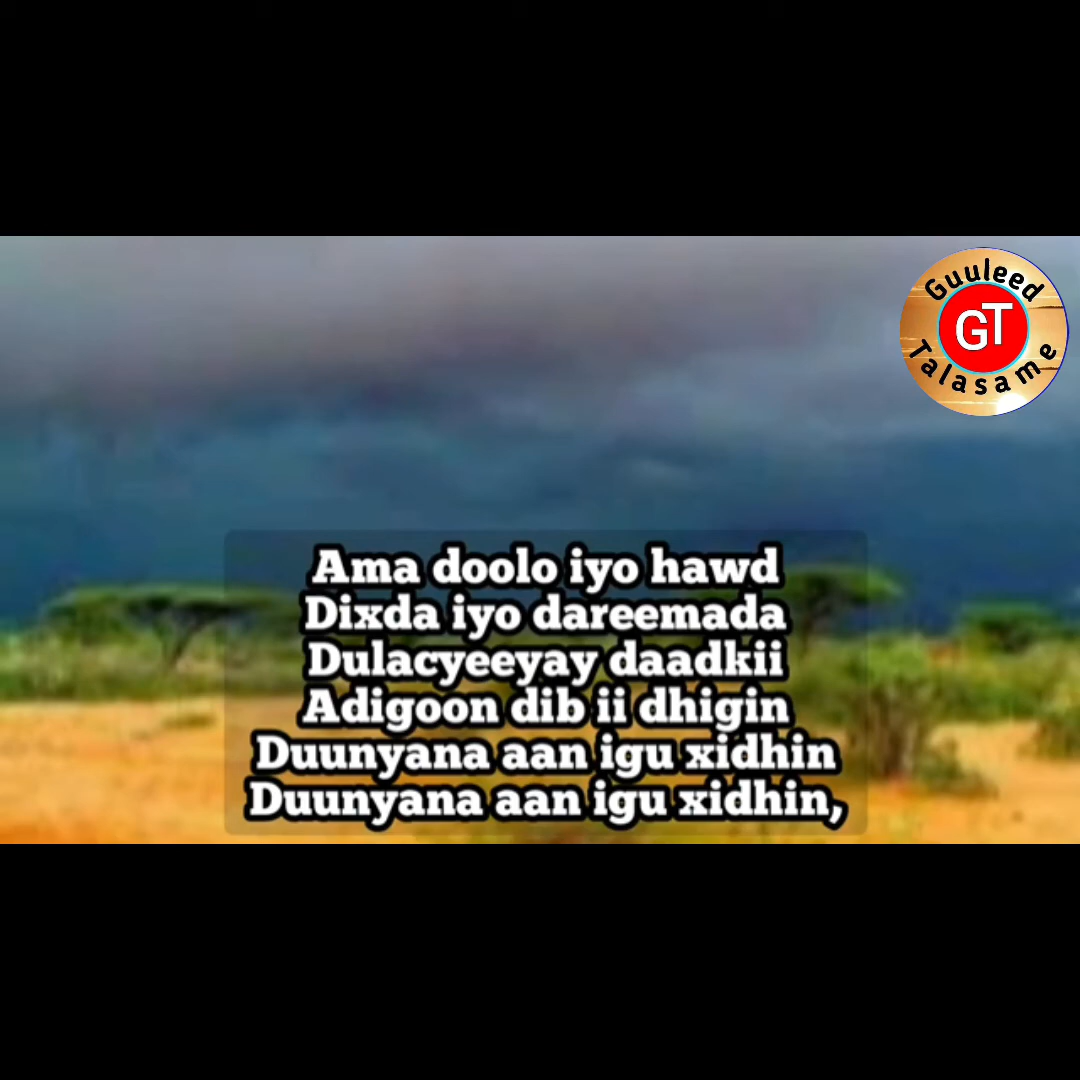 Guuleed
GT
Talasame
Ama doolo iyo hawd
Dixda iyo dareemada
Dulacyeeyay daadkii
Adigoon dib ii dhigin
Duunyana aan igu xidhin
Duunyana aan igu xidhin,